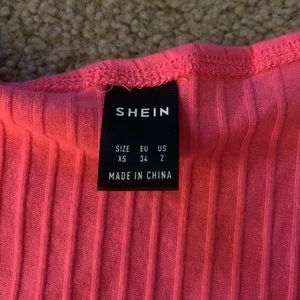 SHEIN
SIZE EU US
XS 34 2
MADE IN CHINA